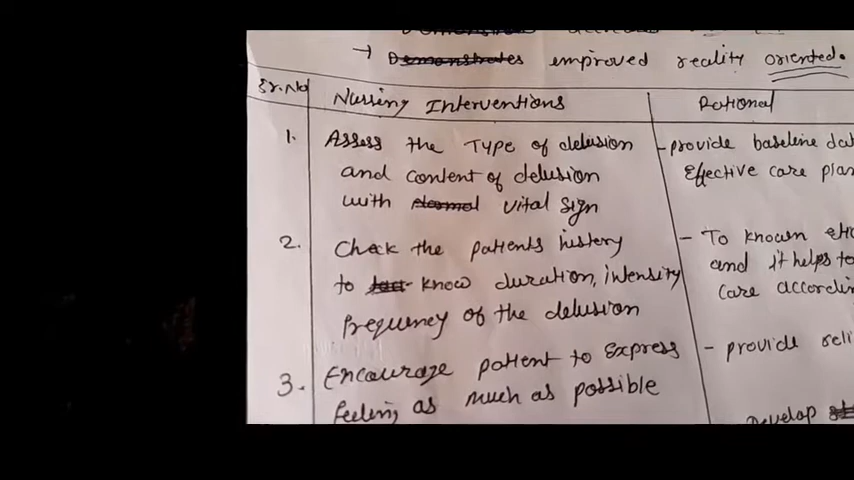 → Demonstrates improved reality oriented.
Sr.No Nursing Interventions Rational
1. Assess the Type of delusion - provide baseline
and content of delusion Effective care plan
with vital sign
2. Check the patients history - To known
to know duration, intensity and it helps to
frequency of the delusion care
3. Encourage patient to Express - provide
feeling as much as possible
Develop